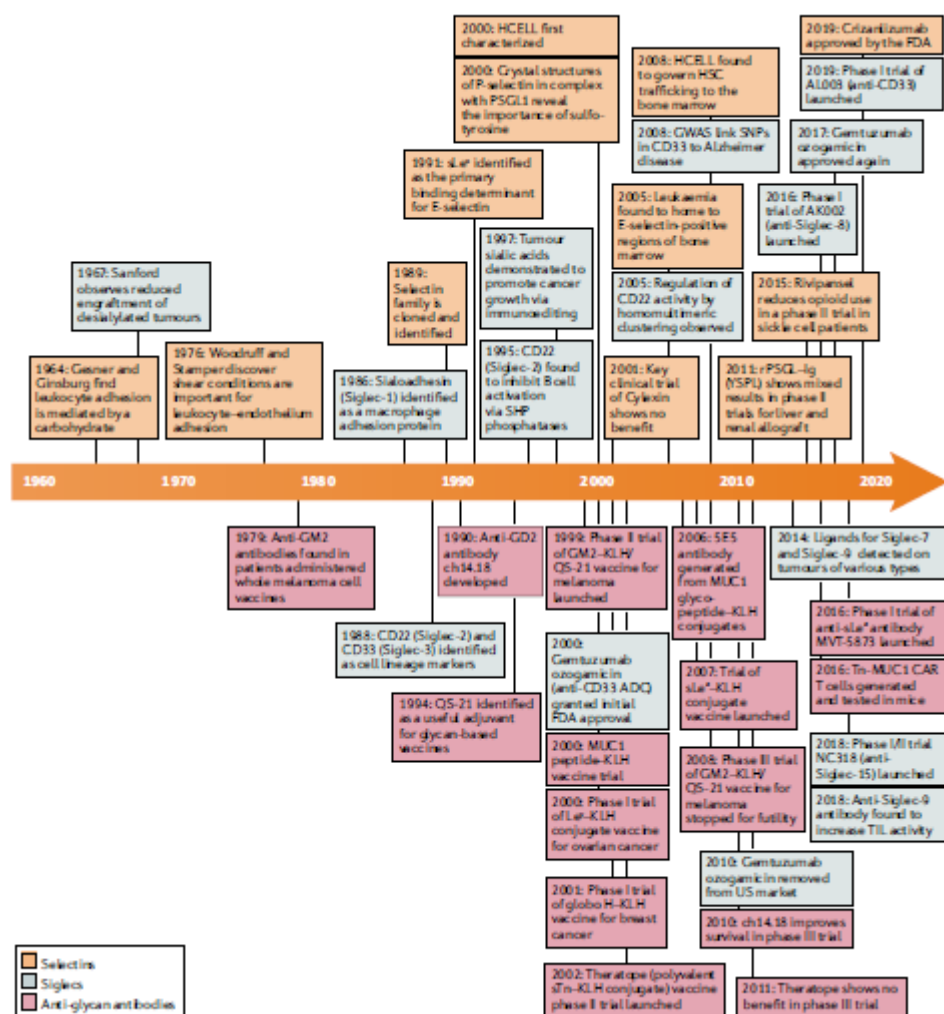 2000: HCELL first
characterized
2000: Crystal structures
of P-selectin in complex
with PSGL1 reveal
the importance of sulfo-
tyrosine
2008: HCELL found
to govern HSC
trafficking to the
bone marrow
2008: GWAS link SNPs
in CD33 to Alzheimer
disease
2019: Crizanlizumab
approved by the FDA
2019: Phase I trial of
AL003 (anti-CD33)
launched
2017: Gemtuzumab
ozogamicin
approved again
1991: sLeˣ identified
as the primary
binding determinant
for E-selectin
2005: Leukaemia
found to home to
E-selectin-positive
regions of bone
marrow
2016: Phase I
trial of AK002
(anti-Siglec-8)
launched
1967: Sanford
observes reduced
engraftment of
desialylated tumours
1989:
Selectin
family is
cloned and
identified
1997: Tumour
sialic acids
demonstrated to
promote cancer
growth via
immunoediting
2005: Regulation of
CD22 activity by
homomultimeric
clustering observed
2015: Rivipansel
reduces opioid use
in a phase II trial in
sickle cell patients
1964: Gesner and
Ginsburg find
leukocyte adhesion
is mediated by a
carbohydrate
1976: Woodruff and
Stamper discover
shear conditions are
important for
leukocyte–endothelium
adhesion
1986: Sialoadhesin
(Siglec-1) identified
as a macrophage
adhesion protein
1995: CD22
(Siglec-2) found
to inhibit B cell
activation
via SHP
phosphatases
2001: Key
clinical trial
of Cylexin
shows no
benefit
2011: rPSGL-Ig
(YSPL) shows mixed
results in phase II
trials for liver and
renal allograft
1960 1970 1980 1990 2000 2010 2020
1979: Anti-GM2
antibodies found in
patients administered
whole melanoma cell
vaccines
1990: Anti-GD2
antibody
ch14.18
developed
1999: Phase II trial
of GM2–KLH/
QS-21 vaccine for
melanoma
launched
2006: 5E5
antibody
generated
from MUC1
glyco-
peptide–KLH
conjugates
2014: Ligands for Siglec-7
and Siglec-9 detected on
tumours of various types
2016: Phase I trial of
anti-sLeᵃ antibody
MVT-5873 launched
1988: CD22 (Siglec-2) and
CD33 (Siglec-3) identified
as cell lineage markers
2000:
Gemtuzumab
ozogamicin
(anti-CD33 ADC)
granted initial
FDA approval
2007: Trial of
sLeᵃ–KLH
conjugate
vaccine launched
2016: Tn-MUC1 CAR
T cells generated
and tested in mice
1994: QS-21 identified
as a useful adjuvant
for glycan-based
vaccines
2000: MUC1
peptide–KLH
vaccine trial
2008: Phase III trial
of GM2–KLH/
QS-21 vaccine for
melanoma
stopped for futility
2018: Phase I/II trial
NC318 (anti-
Siglec-15) launched
2018: Anti-Siglec-9
antibody found to
increase TIL activity
2000: Phase I trial
of Leʸ–KLH
conjugate vaccine
for ovarian cancer
2010: Gemtuzumab
ozogamicin removed
from US market
2001: Phase I trial
of globo H–KLH
vaccine for breast
cancer
2010: ch14.18 improves
survival in phase III trial
2002: Theratope (polyvalent
sTn–KLH conjugate) vaccine
phase II trial launched
2011: Theratope shows no
benefit in phase III trial
Selectins
Siglecs
Anti-glycan antibodies